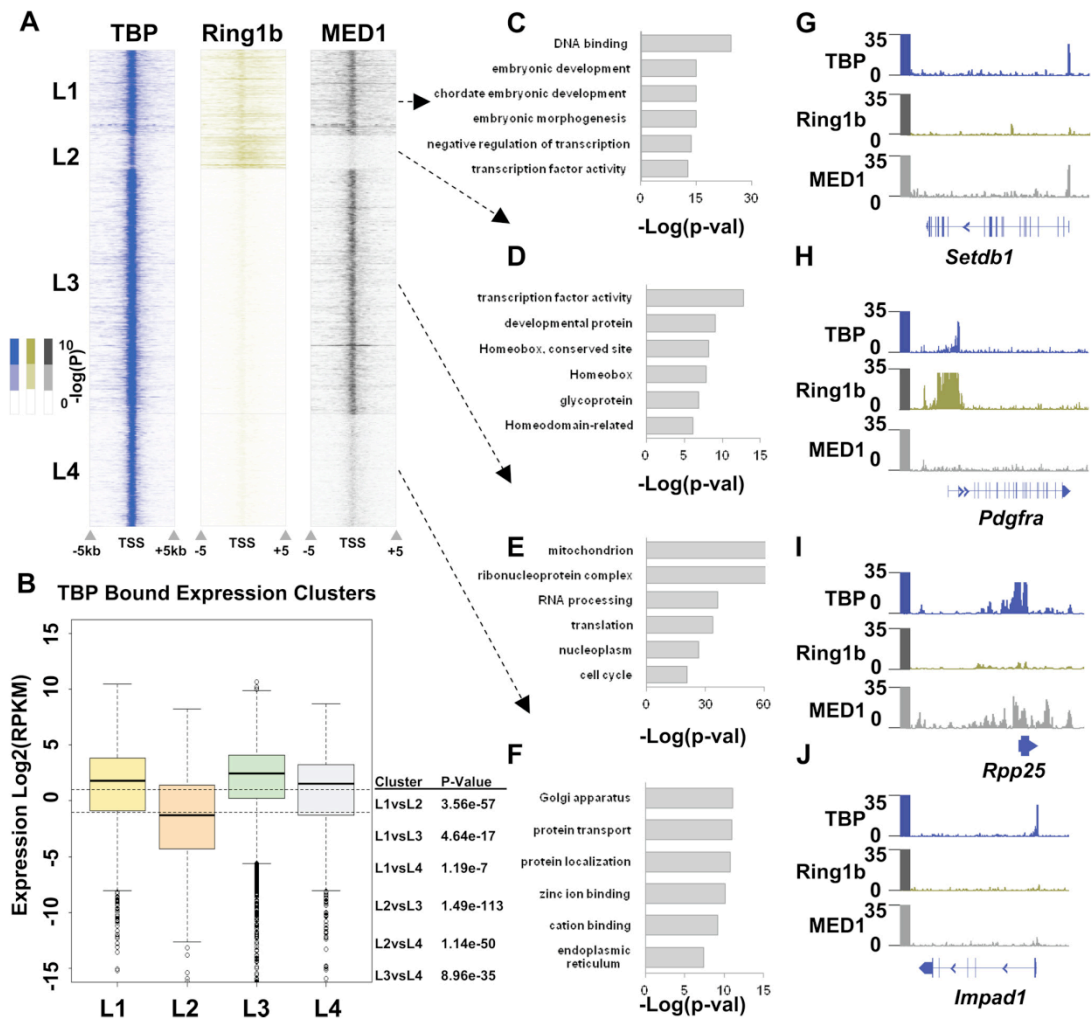 A
TBP Ring1b MED1
L1
L2
L3
L4
10
0
-log(P)
-5kb TSS +5kb
-5 TSS +5
-5 TSS +5
B
TBP Bound Expression Clusters
Expression Log2(RPKM)
15
10
5
0
-5
-10
-15
L1 L2 L3 L4
Cluster P-Value
L1vsL2 3.56e-57
L1vsL3 4.64e-17
L1vsL4 1.19e-7
L2vsL3 1.49e-113
L2vsL4 1.14e-50
L3vsL4 8.96e-35
C
DNA binding
embryonic development
chordate embryonic development
embryonic morphogenesis
negative regulation of transcription
transcription factor activity
0 15 30
-Log(p-val)
D
transcription factor activity
developmental protein
Homeobox, conserved site
Homeobox
glycoprotein
Homeodomain-related
0 5 10 15
-Log(p-val)
E
mitochondrion
ribonucleoprotein complex
RNA processing
translation
nucleoplasm
cell cycle
0 30 60
-Log(p-val)
F
Golgi apparatus
protein transport
protein localization
zinc ion binding
cation binding
endoplasmic
reticulum
0 5 10 15
-Log(p-val)
G
35
TBP
0
35
Ring1b
0
35
MED1
0
Setdb1
H
35
TBP
0
35
Ring1b
0
35
MED1
0
Pdgfra
I
35
TBP
0
35
Ring1b
0
35
MED1
0
Rpp25
J
35
TBP
0
35
Ring1b
0
35
MED1
0
Impad1